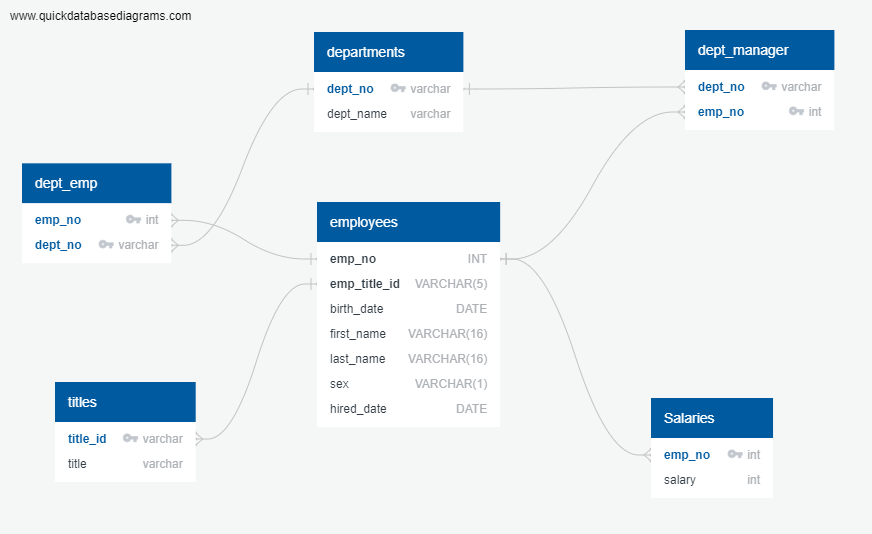 www.quickdatabasediagrams.com
departments
dept_no varchar
dept_name varchar
dept_manager
dept_no varchar
emp_no int
dept_emp
emp_no int
dept_no varchar
employees
emp_no INT
emp_title_id VARCHAR(5)
birth_date DATE
first_name VARCHAR(16)
last_name VARCHAR(16)
sex VARCHAR(1)
hired_date DATE
titles
title_id varchar
title varchar
Salaries
emp_no int
salary int